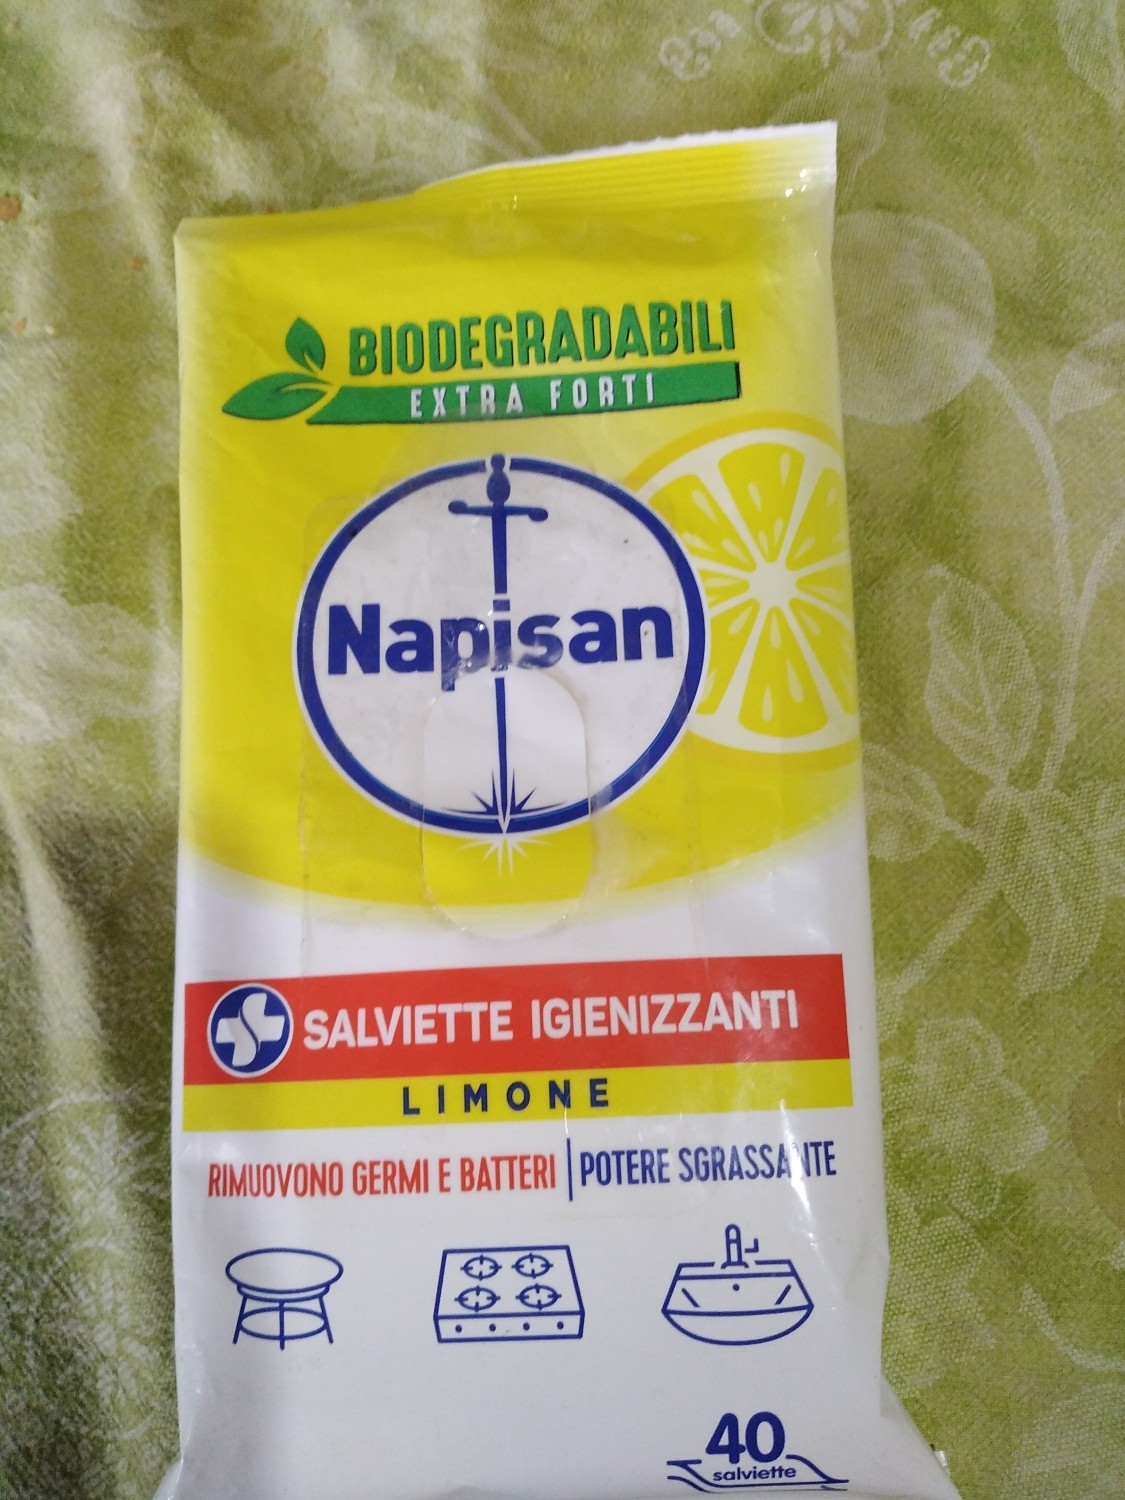 BIODEGRADABILI
EXTRA FORTI
Napisan
SALVIETTE IGIENIZZANTI
LIMONE
RIMUOVONO GERMI E BATTERI | POTERE SGRASSANTE
40
salviette